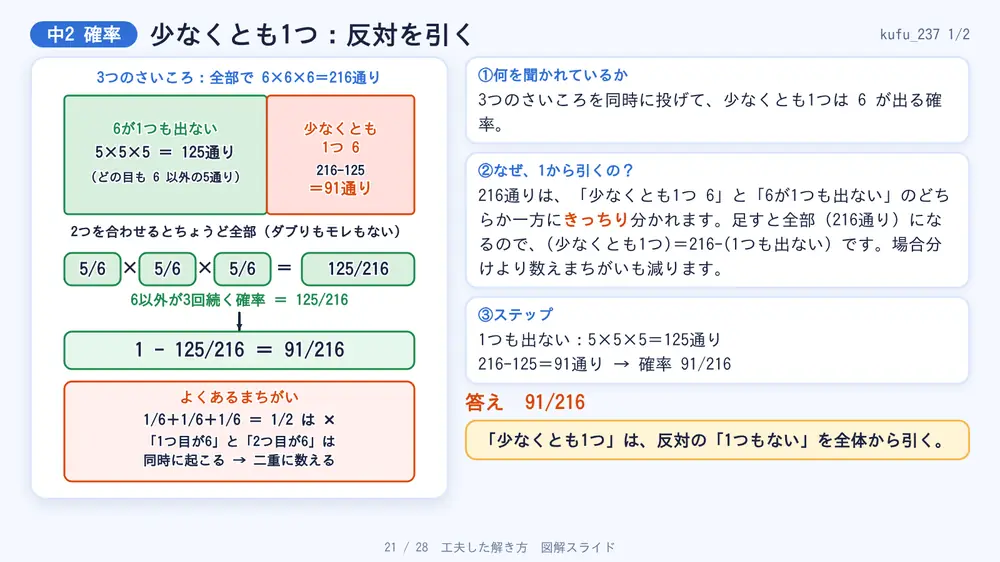 中2 確率
少なくとも1つ：反対を引く
kufu_237 1/2
3つのさいころ：全部で 6×6×6＝216通り
6が1つも出ない
5×5×5 ＝ 125通り
（どの目も 6 以外の5通り）
少なくとも
1つ 6
216−125
＝91通り
2つを合わせるとちょうど全部（ダブりもモレもない）
5/6 × 5/6 × 5/6 ＝ 125/216
6以外が3回続く確率 ＝ 125/216
1 − 125/216 ＝ 91/216
よくあるまちがい
1/6＋1/6＋1/6 ＝ 1/2 は ×
「1つ目が6」と「2つ目が6」は
同時に起こる → 二重に数える
①何を聞かれているか
3つのさいころを同時に投げて、少なくとも1つは 6 が出る確
率。
②なぜ、1から引くの？
216通りは、「少なくとも1つ 6」と「6が1つも出ない」のどち
らか一方にきっちり分かれます。足すと全部（216通り）にな
るので、(少なくとも1つ)＝216−(1つも出ない) です。場合分
けより数えまちがいも減ります。
③ステップ
1つも出ない：5×5×5＝125通り
216−125＝91通り → 確率 91/216
答え 91/216
「少なくとも1つ」は、反対の「1つもない」を全体から引く。
21 / 28 工夫した解き方 図解スライド